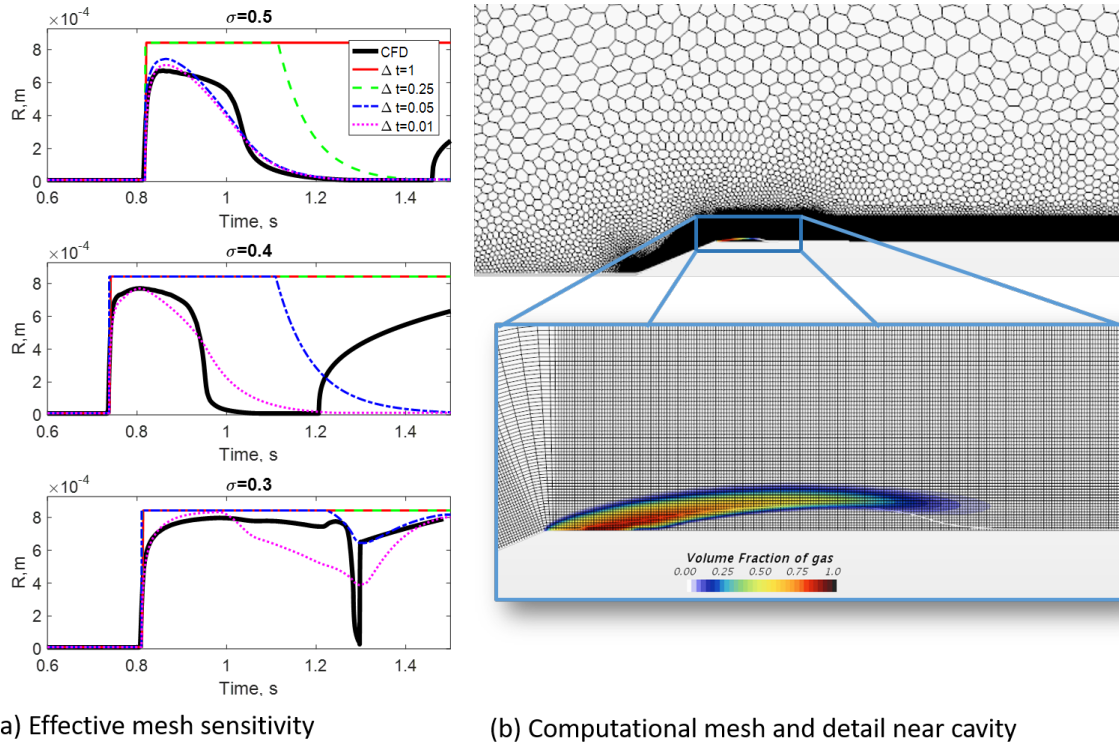 σ=0.5
×10⁻⁴
8
6
4
2
0
R,m
CFD
Δ t=1
Δ t=0.25
Δ t=0.05
Δ t=0.01
0.6 0.8 1 1.2 1.4
Time, s
σ=0.4
×10⁻⁴
8
6
4
2
0
R,m
0.6 0.8 1 1.2 1.4
Time, s
σ=0.3
×10⁻⁴
8
6
4
2
0
R,m
0.6 0.8 1 1.2 1.4
Time, s
Volume Fraction of gas
0.00 0.25 0.50 0.75 1.0
a) Effective mesh sensitivity
(b) Computational mesh and detail near cavity